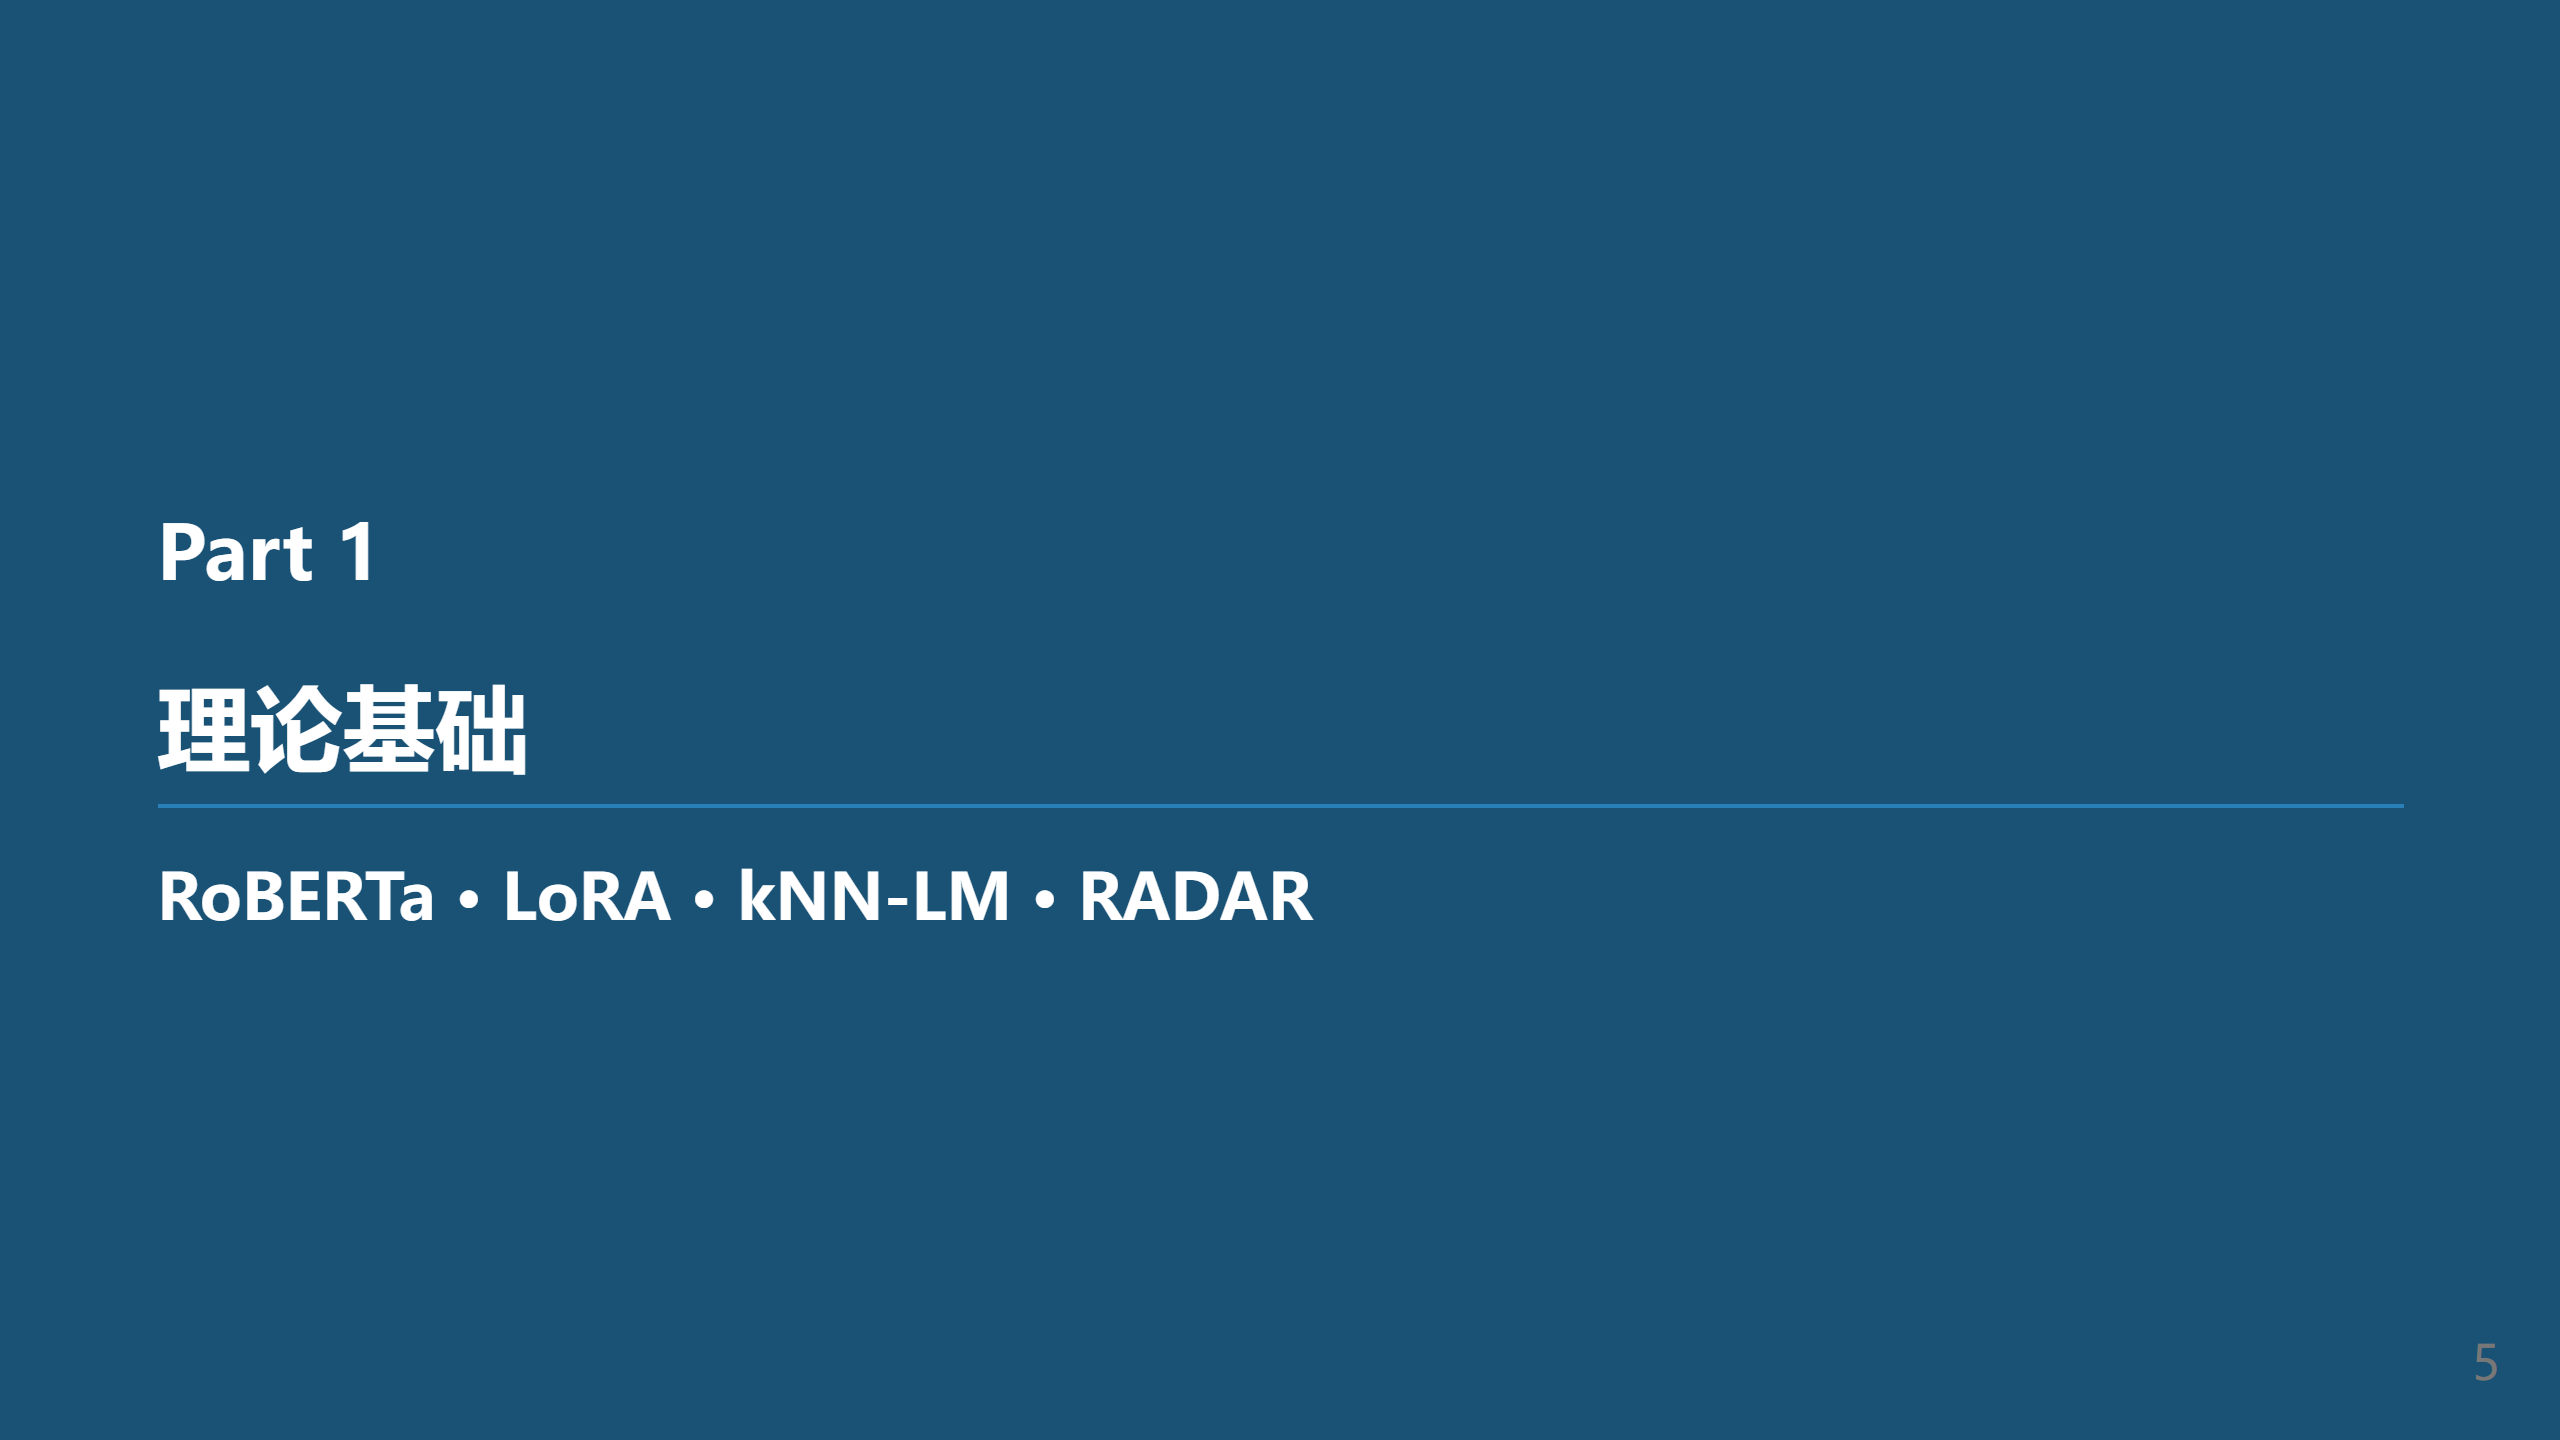 Part 1
理论基础
RoBERTa • LoRA • kNN-LM • RADAR
5